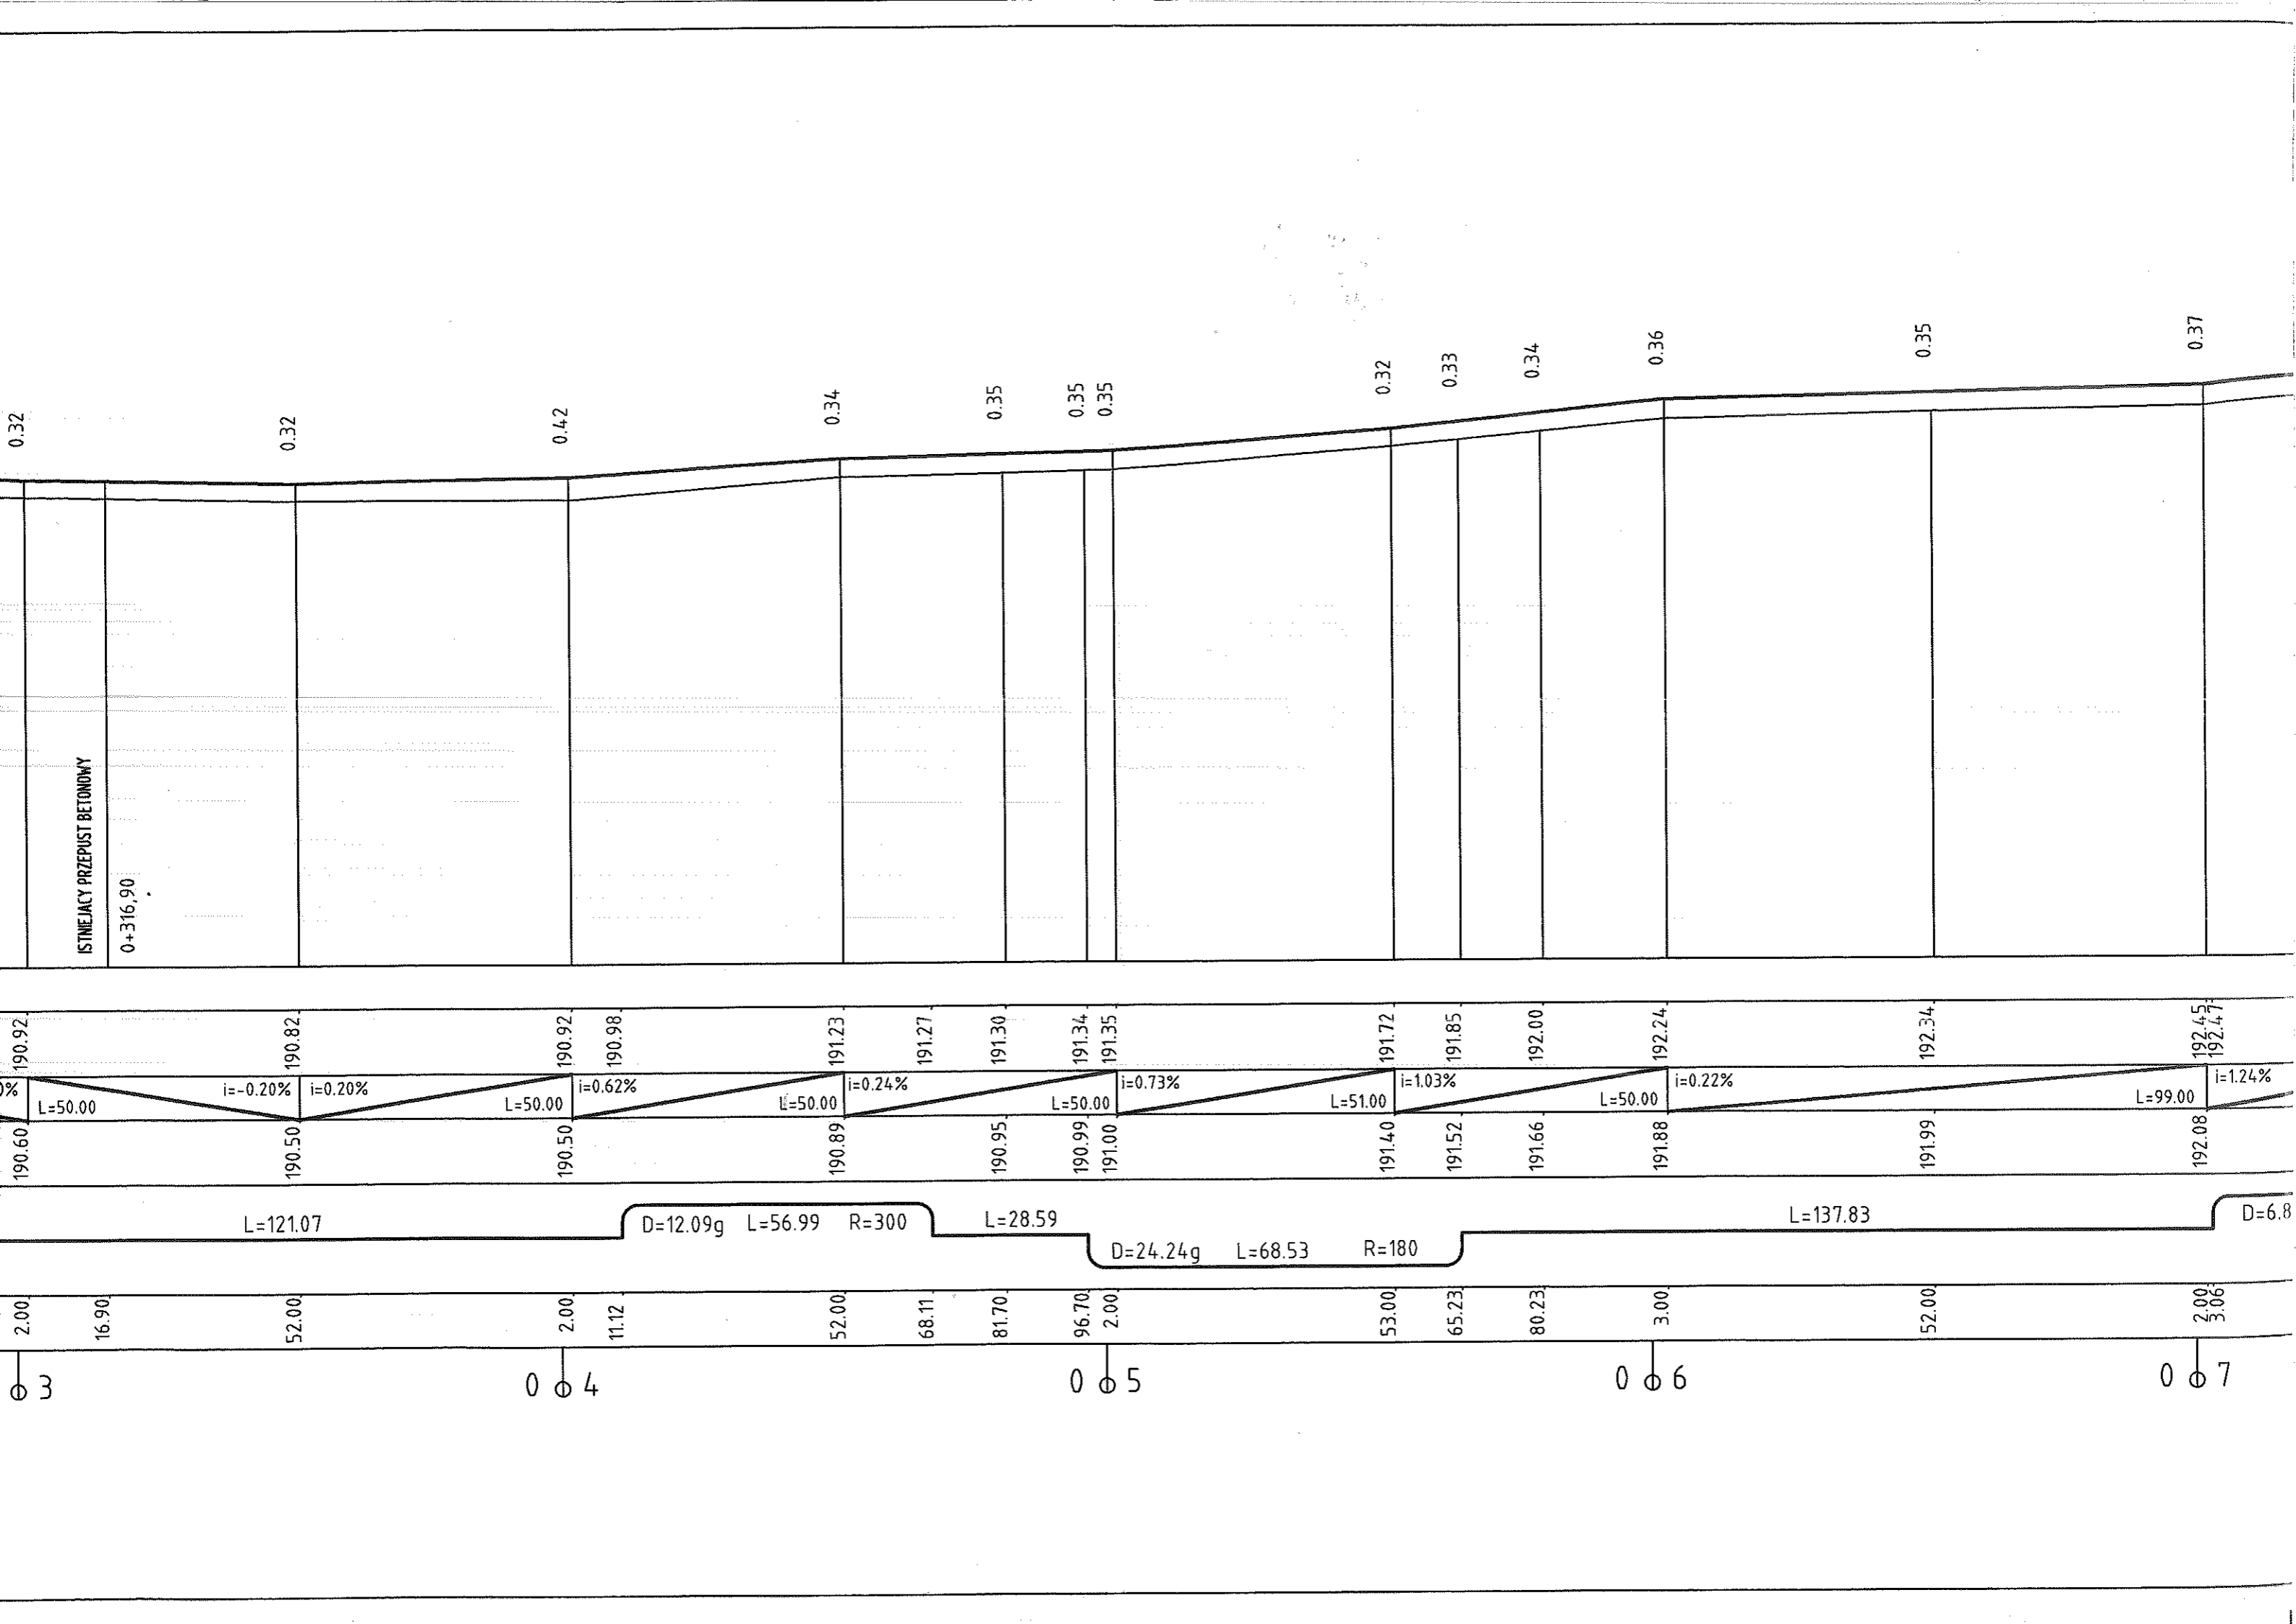 0.32 0.32 0.42 0.34 0.35 0.35 0.35 0.32 0.33 0.34 0.36 0.35 0.37
ISTNIEJACY PRZEPUST BETONOWY
0+316,90
190.92 190.82 190.92 190.98 191.23 191.27 191.30 191.34 191.35 191.72 191.85 192.00 192.24 192.34 192.45 192.47
0% i=-0.20% i=0.20% i=0.62% i=0.24% i=0.73% i=1.03% i=0.22% i=1.24%
L=50.00 L=50.00 L=50.00 L=50.00 L=51.00 L=50.00 L=99.00
190.60 190.50 190.50 190.89 190.95 190.99 191.00 191.40 191.52 191.66 191.88 191.99 192.08
L=121.07 D=12.09g L=56.99 R=300 L=28.59 L=137.83 D=6.8
D=24.24g L=68.53 R=180
2.00 16.90 52.00 2.00 11.12 52.00 68.11 81.70 96.70 2.00 53.00 65.23 80.23 3.00 52.00 2.00 3.06
3 0 4 0 5 0 6 0 7